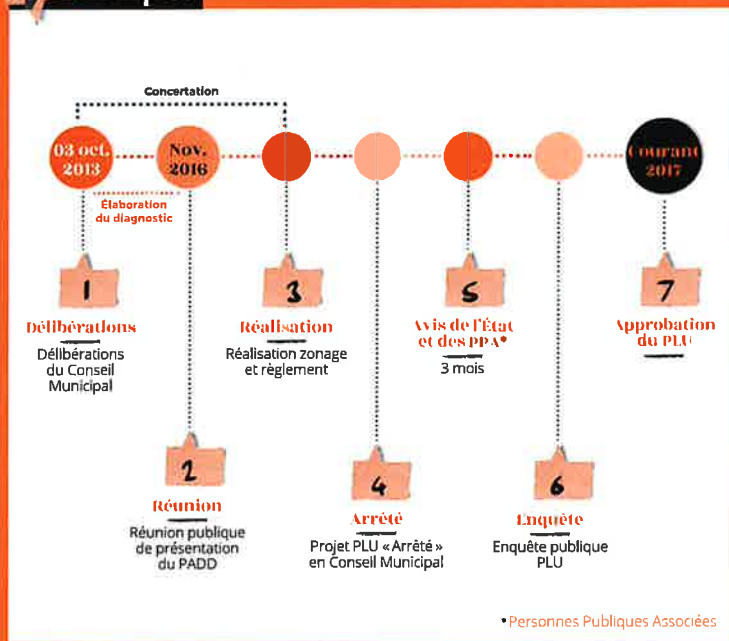 Concertation
03 oct.
2013
Nov.
2016
Courant
2017
Élaboration
du diagnostic
1
Délibérations
Délibérations
du Conseil
Municipal
2
Réunion
Réunion publique
de présentation
du PADD
3
Réalisation
Réalisation zonage
et règlement
4
Arrêté
Projet PLU « Arrêté »
en Conseil Municipal
5
Avis de l'État
et des PPA*
3 mois
6
Enquête
Enquête publique
PLU
7
Approbation
du PLU
*Personnes Publiques Associées